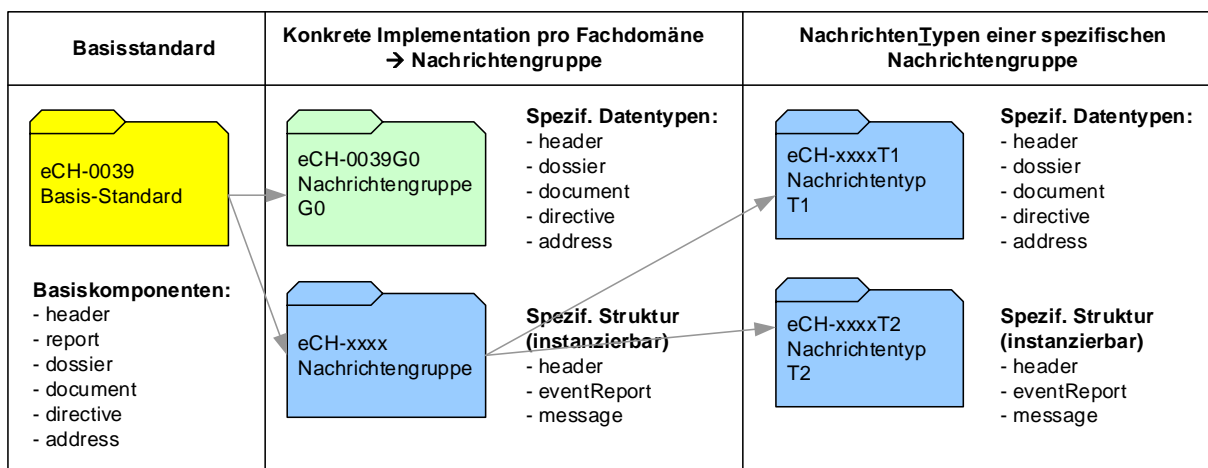 Basisstandard
Konkrete Implementation pro Fachdomäne
→ Nachrichtengruppe
NachrichtenTypen einer spezifischen
Nachrichtengruppe
eCH-0039
Basis-Standard
Basiskomponenten:
- header
- report
- dossier
- document
- directive
- address
eCH-0039G0
Nachrichtengruppe
G0
Spezif. Datentypen:
- header
- dossier
- document
- directive
- address
eCH-xxxx
Nachrichtengruppe
Spezif. Struktur
(instanzierbar)
- header
- eventReport
- message
eCH-xxxxT1
Nachrichtentyp
T1
Spezif. Datentypen:
- header
- dossier
- document
- directive
- address
eCH-xxxxT2
Nachrichtentyp
T2
Spezif. Struktur
(instanzierbar)
- header
- eventReport
- message